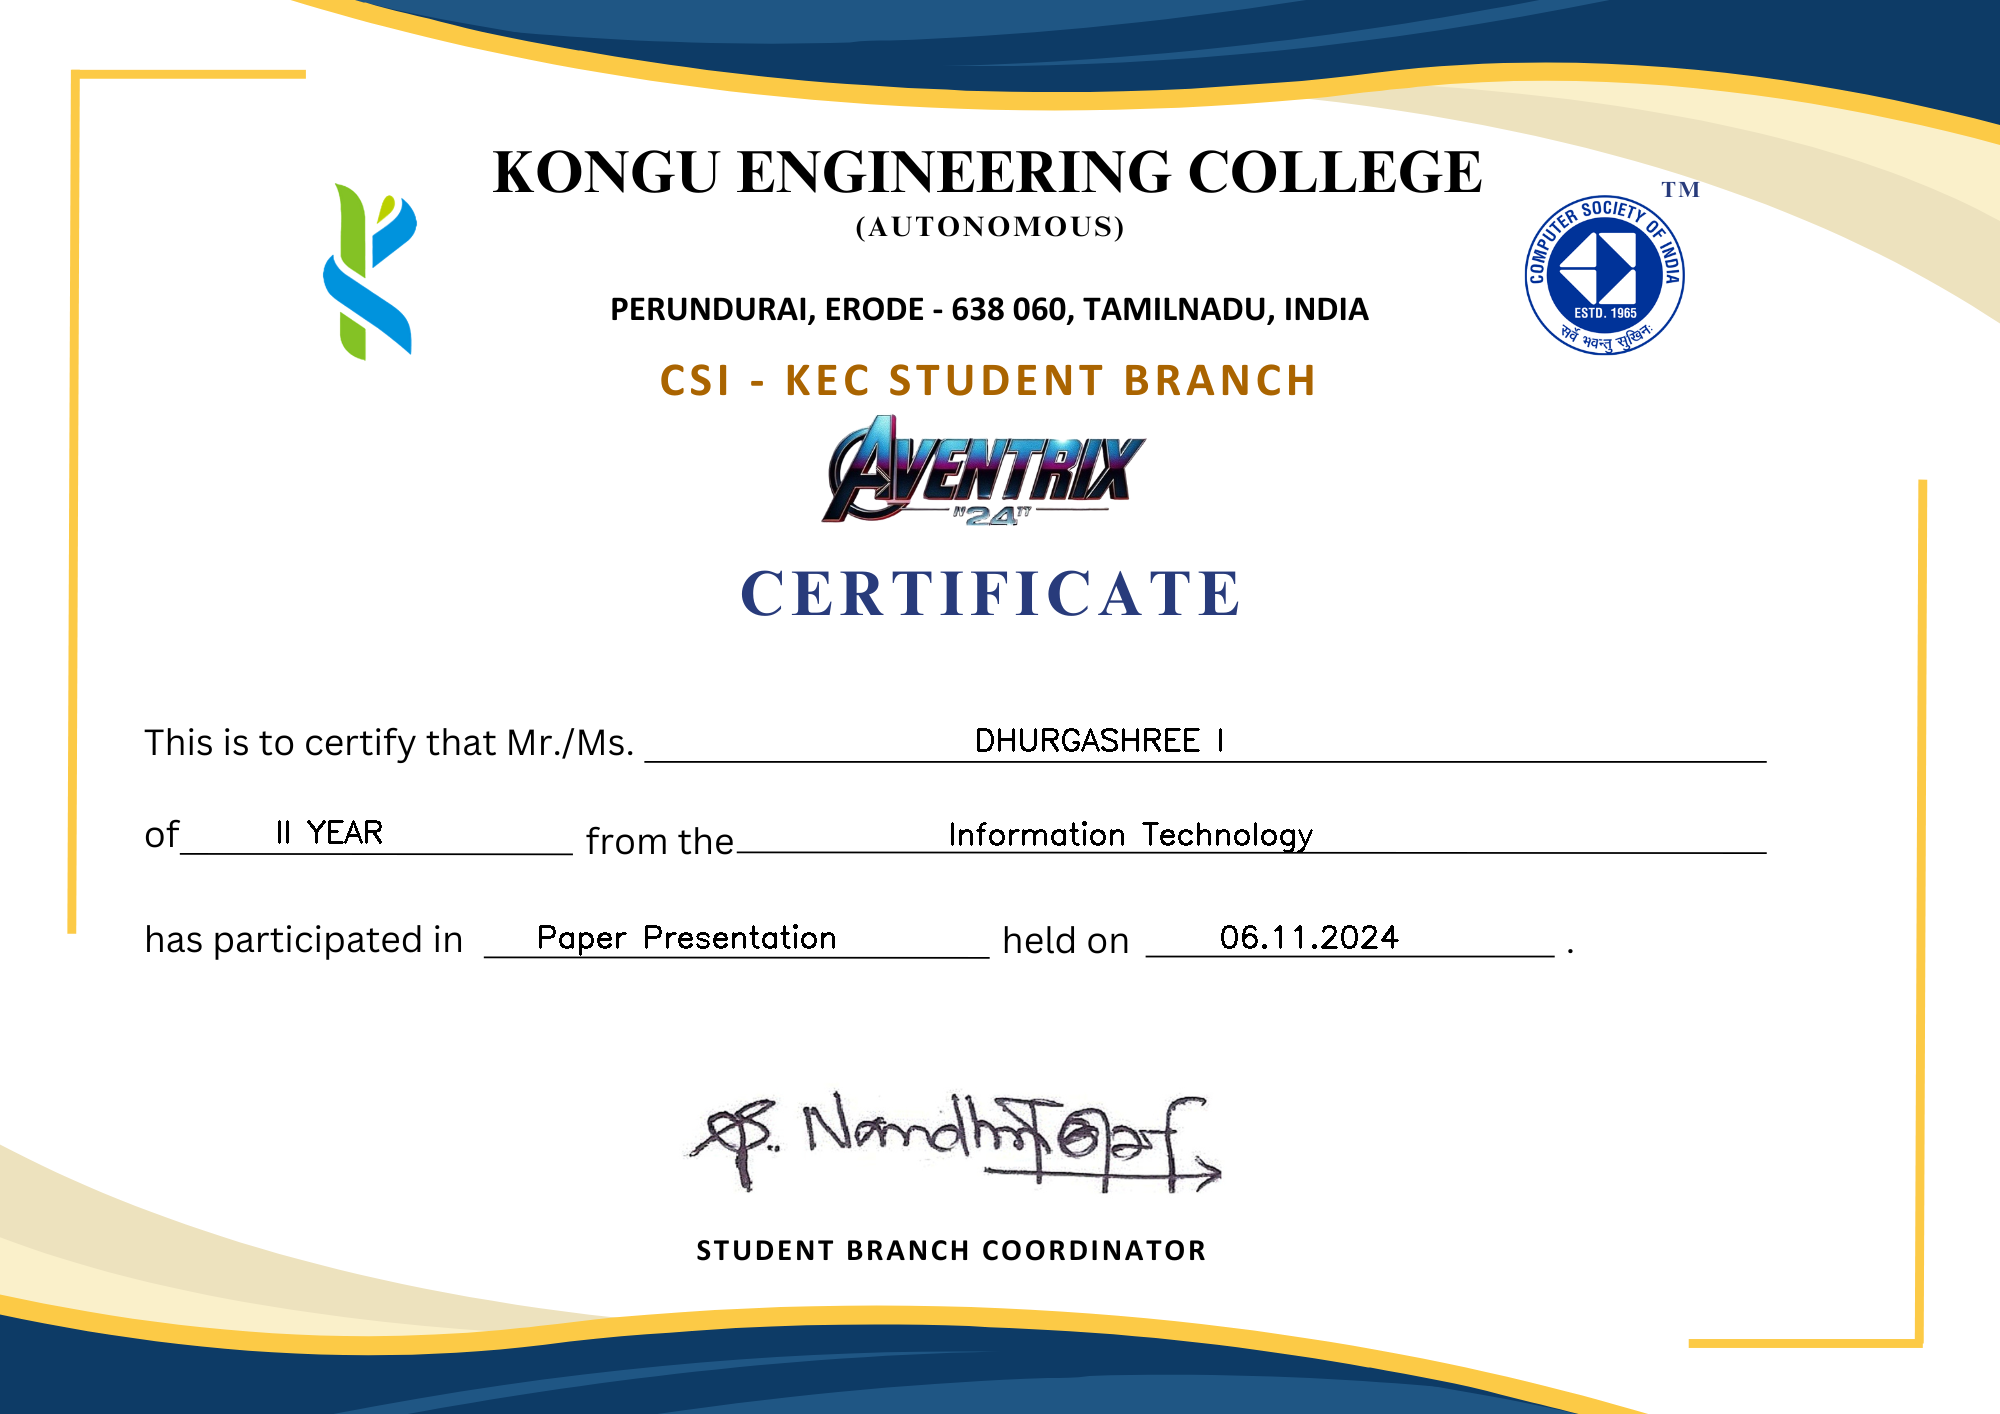 KONGU ENGINEERING COLLEGE
(AUTONOMOUS)
TM
COMPUTER SOCIETY OF INDIA
ESTD. 1965
सर्वे भवन्तु सुखिनः
PERUNDURAI, ERODE - 638 060, TAMILNADU, INDIA
CSI - KEC STUDENT BRANCH
AVENTRIX
"24"
CERTIFICATE
This is to certify that Mr./Ms. DHURGASHREE I
of II YEAR from the Information Technology
has participated in Paper Presentation held on 06.11.2024 .
STUDENT BRANCH COORDINATOR